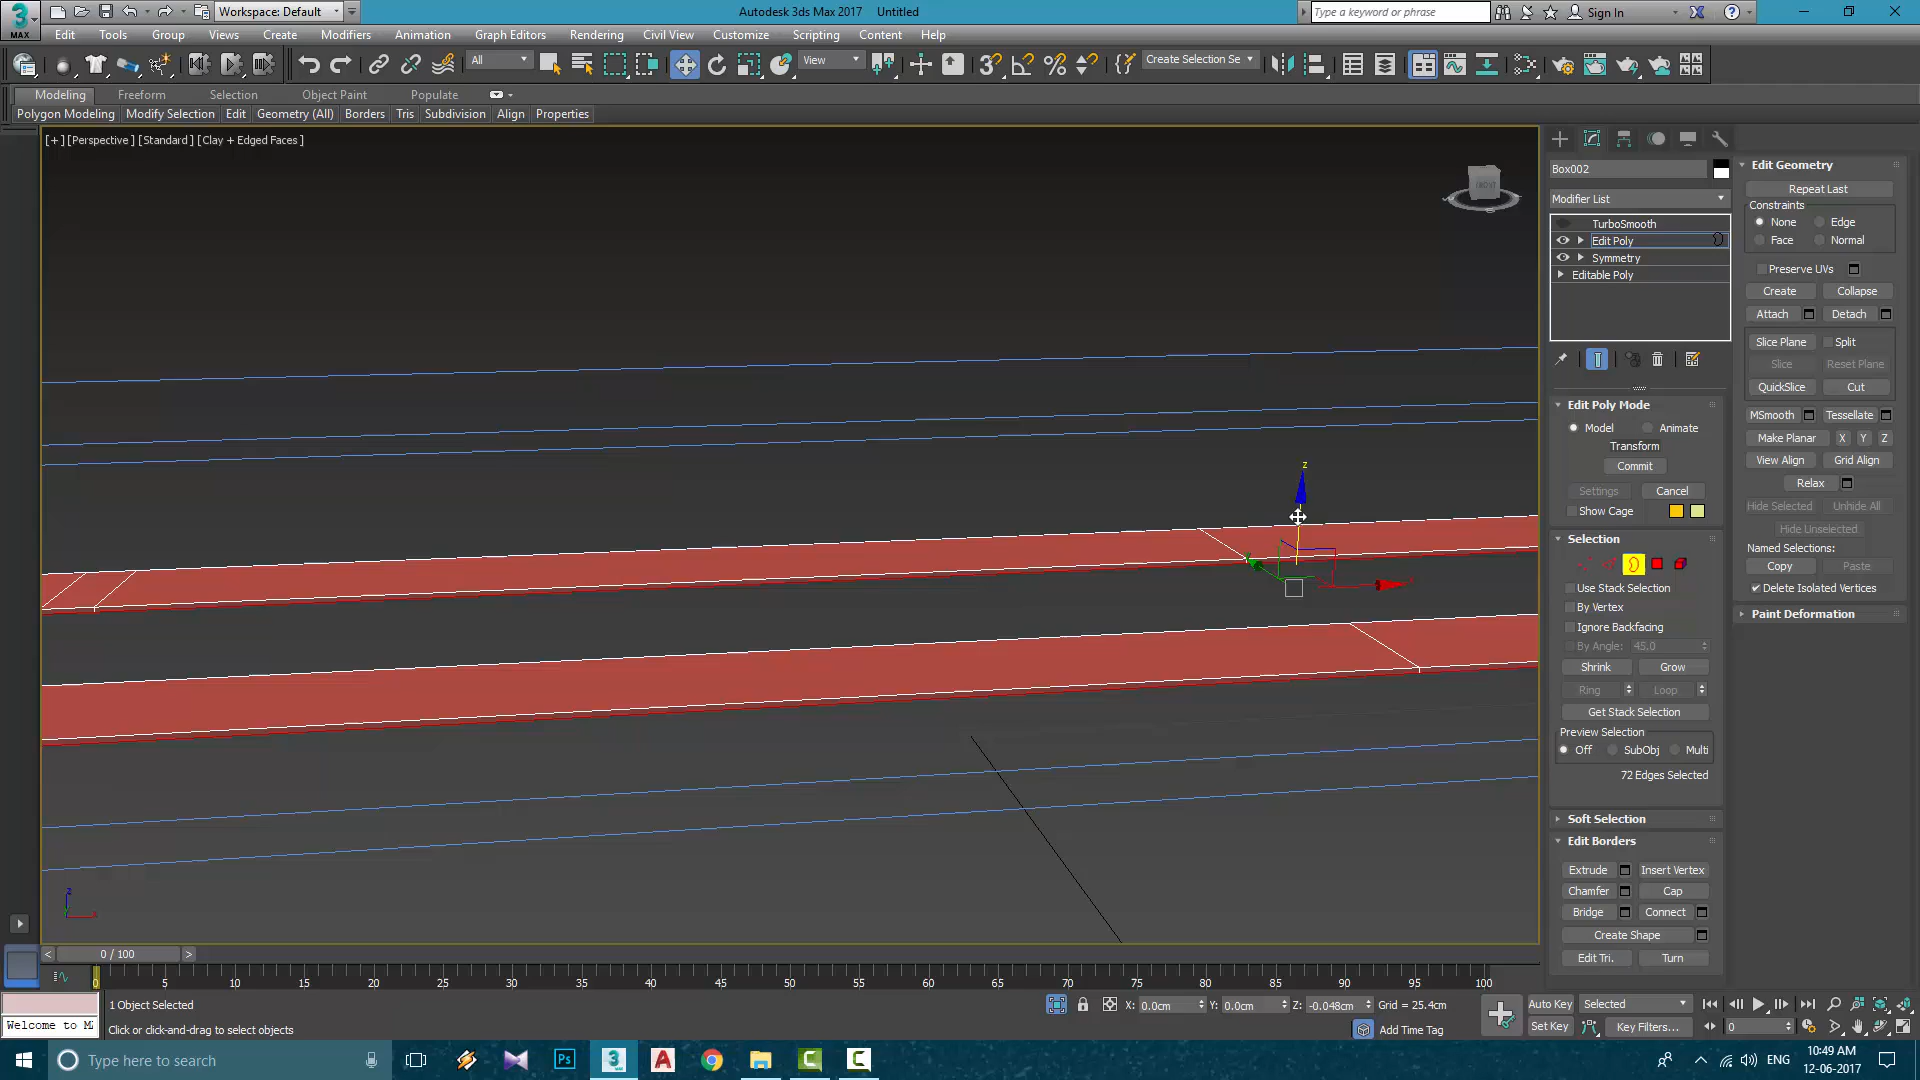 Workspace: Default
Autodesk 3ds Max 2017 Untitled
Type a keyword or phrase
Sign In
MAX
Edit Tools Group Views Create Modifiers Animation Graph Editors Rendering Civil View Customize Scripting Content Help
All
View
Create Selection Se
Modeling Freeform Selection Object Paint Populate
Polygon Modeling Modify Selection Edit Geometry (All) Borders Tris Subdivision Align Properties
[+] [Perspective ] [Standard ] [Clay + Edged Faces ]
FRONT
z
Box002
Modifier List
TurboSmooth
Edit Poly
Symmetry
Editable Poly
Edit Poly Mode
Model Animate
Transform
Commit
Settings Cancel
Show Cage
Selection
Use Stack Selection
By Vertex
Ignore Backfacing
By Angle: 45.0
Shrink Grow
Ring Loop
Get Stack Selection
Preview Selection
Off SubObj Multi
72 Edges Selected
Soft Selection
Edit Borders
Extrude Insert Vertex
Chamfer Cap
Bridge Connect
Create Shape
Edit Tri. Turn
Edit Geometry
Repeat Last
Constraints
None Edge
Face Normal
Preserve UVs
Create Collapse
Attach Detach
Slice Plane Split
Slice Reset Plane
QuickSlice Cut
MSmooth Tessellate
Make Planar X Y Z
View Align Grid Align
Relax
Hide Selected Unhide All
Hide Unselected
Named Selections:
Copy Paste
Delete Isolated Vertices
Paint Deformation
z
< 0 / 100 >
0 5 10 15 20 25 30 35 40 45 50 55 60 65 70 75 80 85 90 95 100
1 Object Selected
X: 0.0cm Y: 0.0cm Z: -0.048cm Grid = 25.4cm
Auto Key Selected
Welcome to M
Click or click-and-drag to select objects
Add Time Tag
Set Key Key Filters... 0
Type here to search
Ps
ENG
10:49 AM
12-06-2017